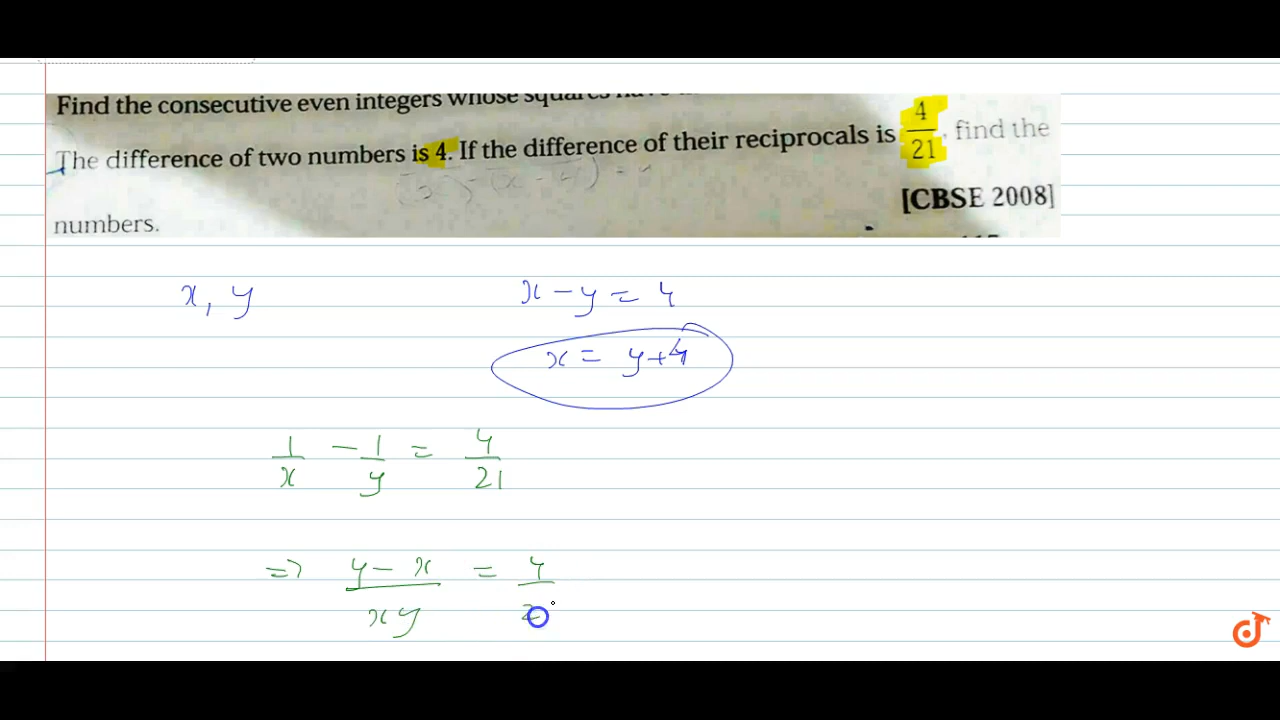 Find the consecutive even integers whose squares have
The difference of two numbers is 4. If the difference of their reciprocals is 4/21, find the
[CBSE 2008]
numbers.
x, y
x - y = 4
x = y+4
1/x - 1/y = 4/21
=> y - x / xy = 4/